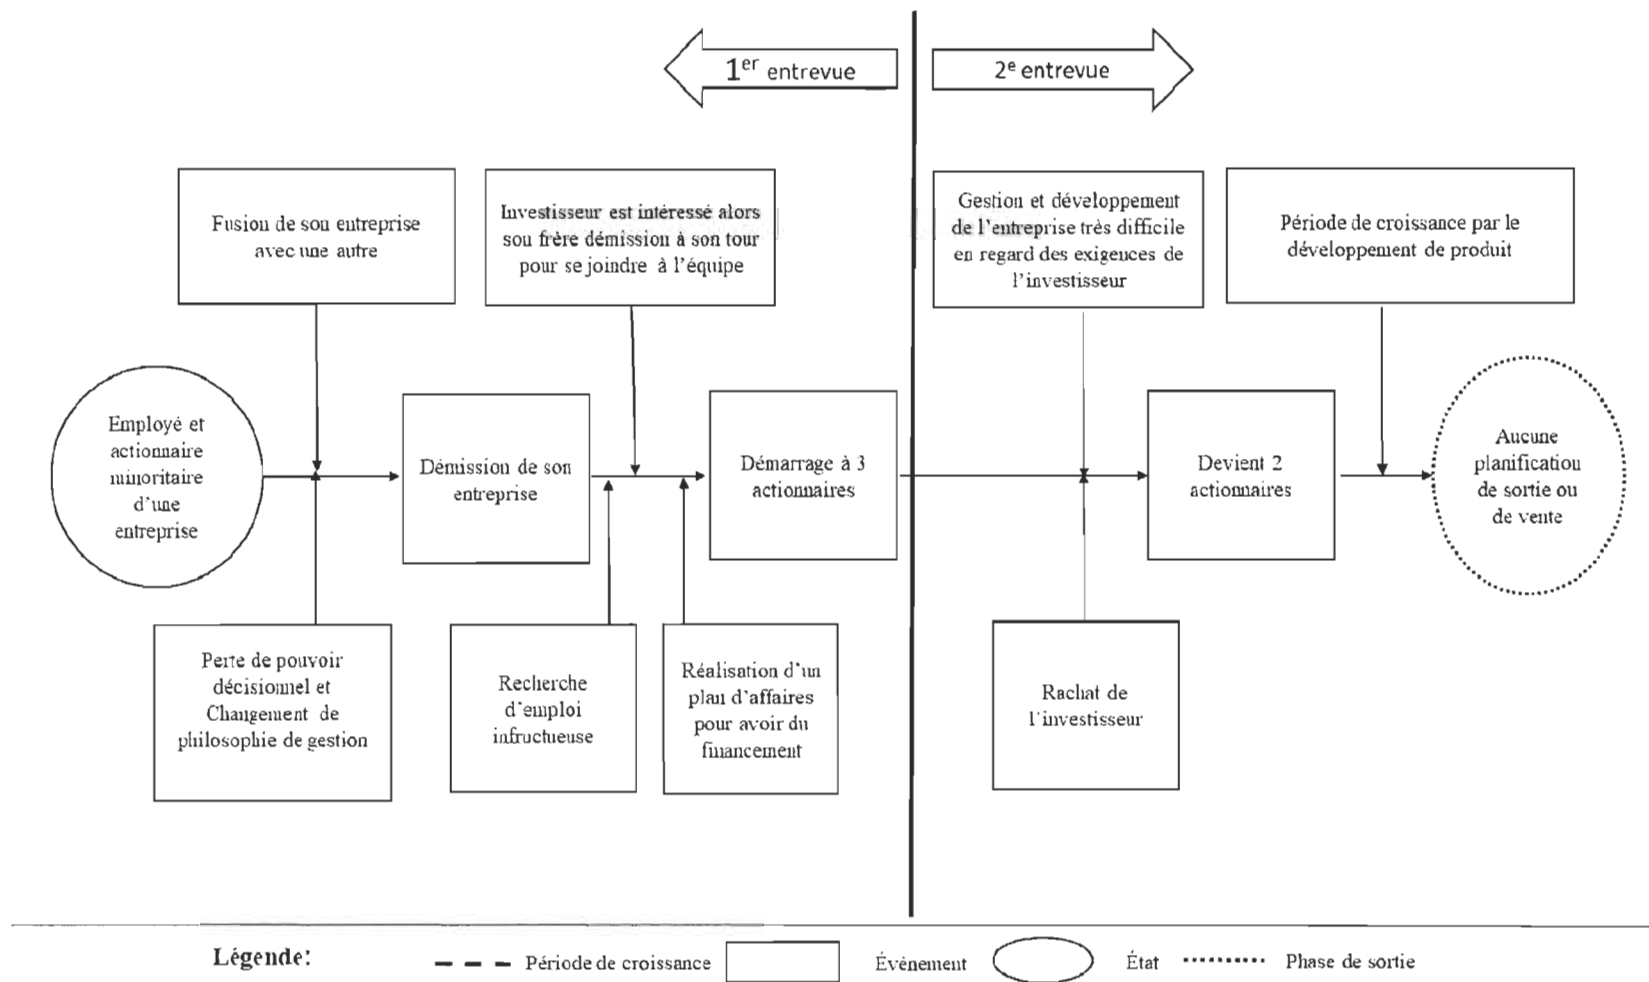 1er entrevue
2e entrevue
Fusion de son entreprise
avec une autre
Investisseur est intéressé alors
son frère démission à son tour
pour se joindre à l'équipe
Gestion et développement
de l'entreprise très difficile
en regard des exigences de
l'investisseur
Période de croissance par le
développement de produit
Employé et
actionnaire
minoritaire
d'une
entreprise
Démission de son
entreprise
Démarrage à 3
actionnaires
Devient 2
actionnaires
Aucune
planification
de sortie ou
de vente
Perte de pouvoir
décisionnel et
Changement de
philosophie de gestion
Recherche
d'emploi
infructueuse
Réalisation d'un
plan d'affaires
pour avoir du
financement
Rachat de
l'investisseur
Légende:
Période de croissance
Évènement
État
Phase de sortie